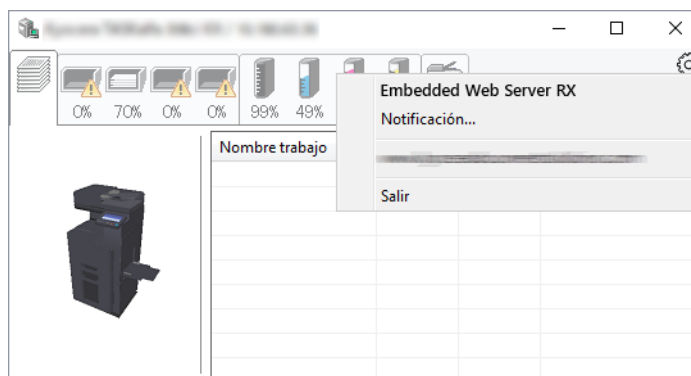 0% 70% 0% 0% 99% 49%
Embedded Web Server RX
Notificación...
Nombre trabajo
Salir